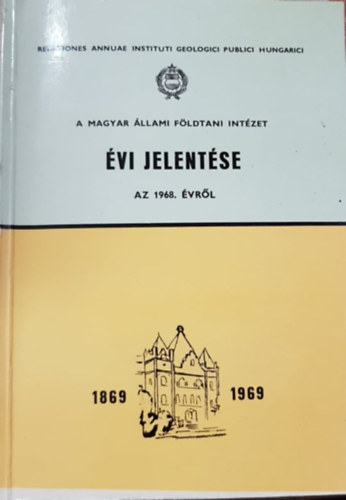 RELATIONES ANNUAE INSTITUTI GEOLOGICI PUBLICI HUNGARICI
A MAGYAR ÁLLAMI FÖLDTANI INTÉZET
ÉVI JELENTÉSE
AZ 1968. ÉVRŐL
1869 1969